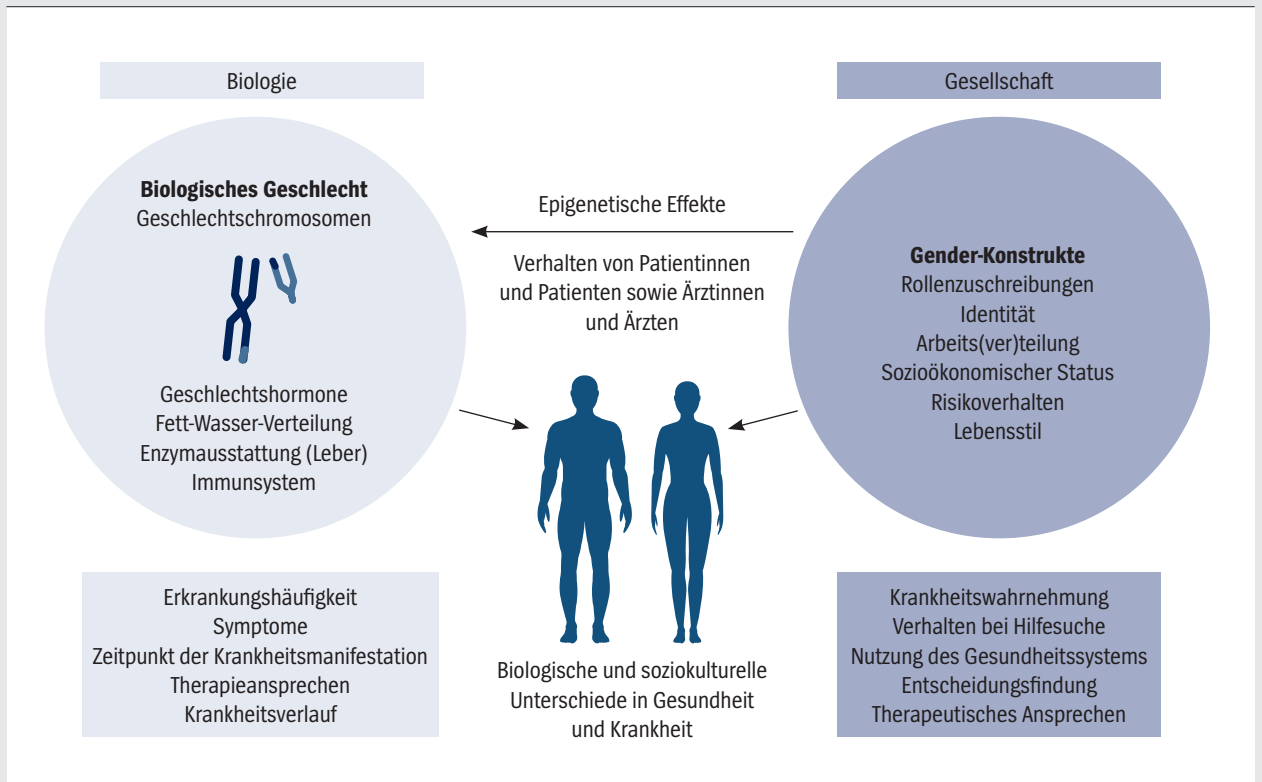 Biologie
Biologisches Geschlecht
Geschlechtschromosomen
Geschlechtshormone
Fett-Wasser-Verteilung
Enzymausstattung (Leber)
Immunsystem
Erkrankungshäufigkeit
Symptome
Zeitpunkt der Krankheitsmanifestation
Therapieansprechen
Krankheitsverlauf
Epigenetische Effekte
Verhalten von Patientinnen
und Patienten sowie Ärztinnen
und Ärzten
Biologische und soziokulturelle
Unterschiede in Gesundheit
und Krankheit
Gesellschaft
Gender-Konstrukte
Rollenzuschreibungen
Identität
Arbeits(ver)teilung
Sozioökonomischer Status
Risikoverhalten
Lebensstil
Krankheitswahrnehmung
Verhalten bei Hilfesuche
Nutzung des Gesundheitssystems
Entscheidungsfindung
Therapeutisches Ansprechen